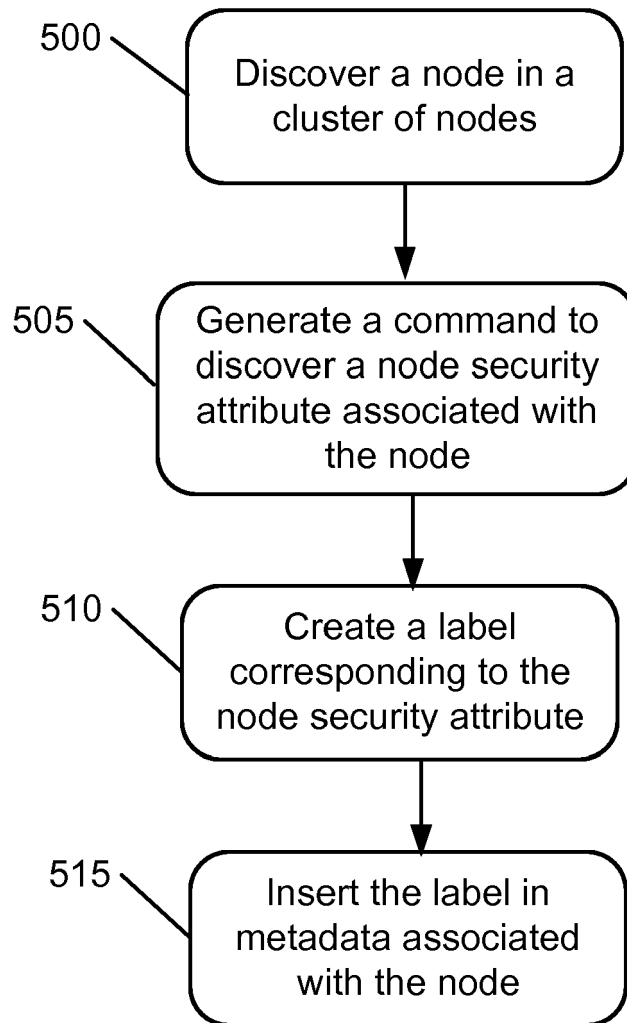 500
Discover a node in a
cluster of nodes
505
Generate a command to
discover a node security
attribute associated with
the node
510
Create a label
corresponding to the
node security attribute
515
Insert the label in
metadata associated
with the node